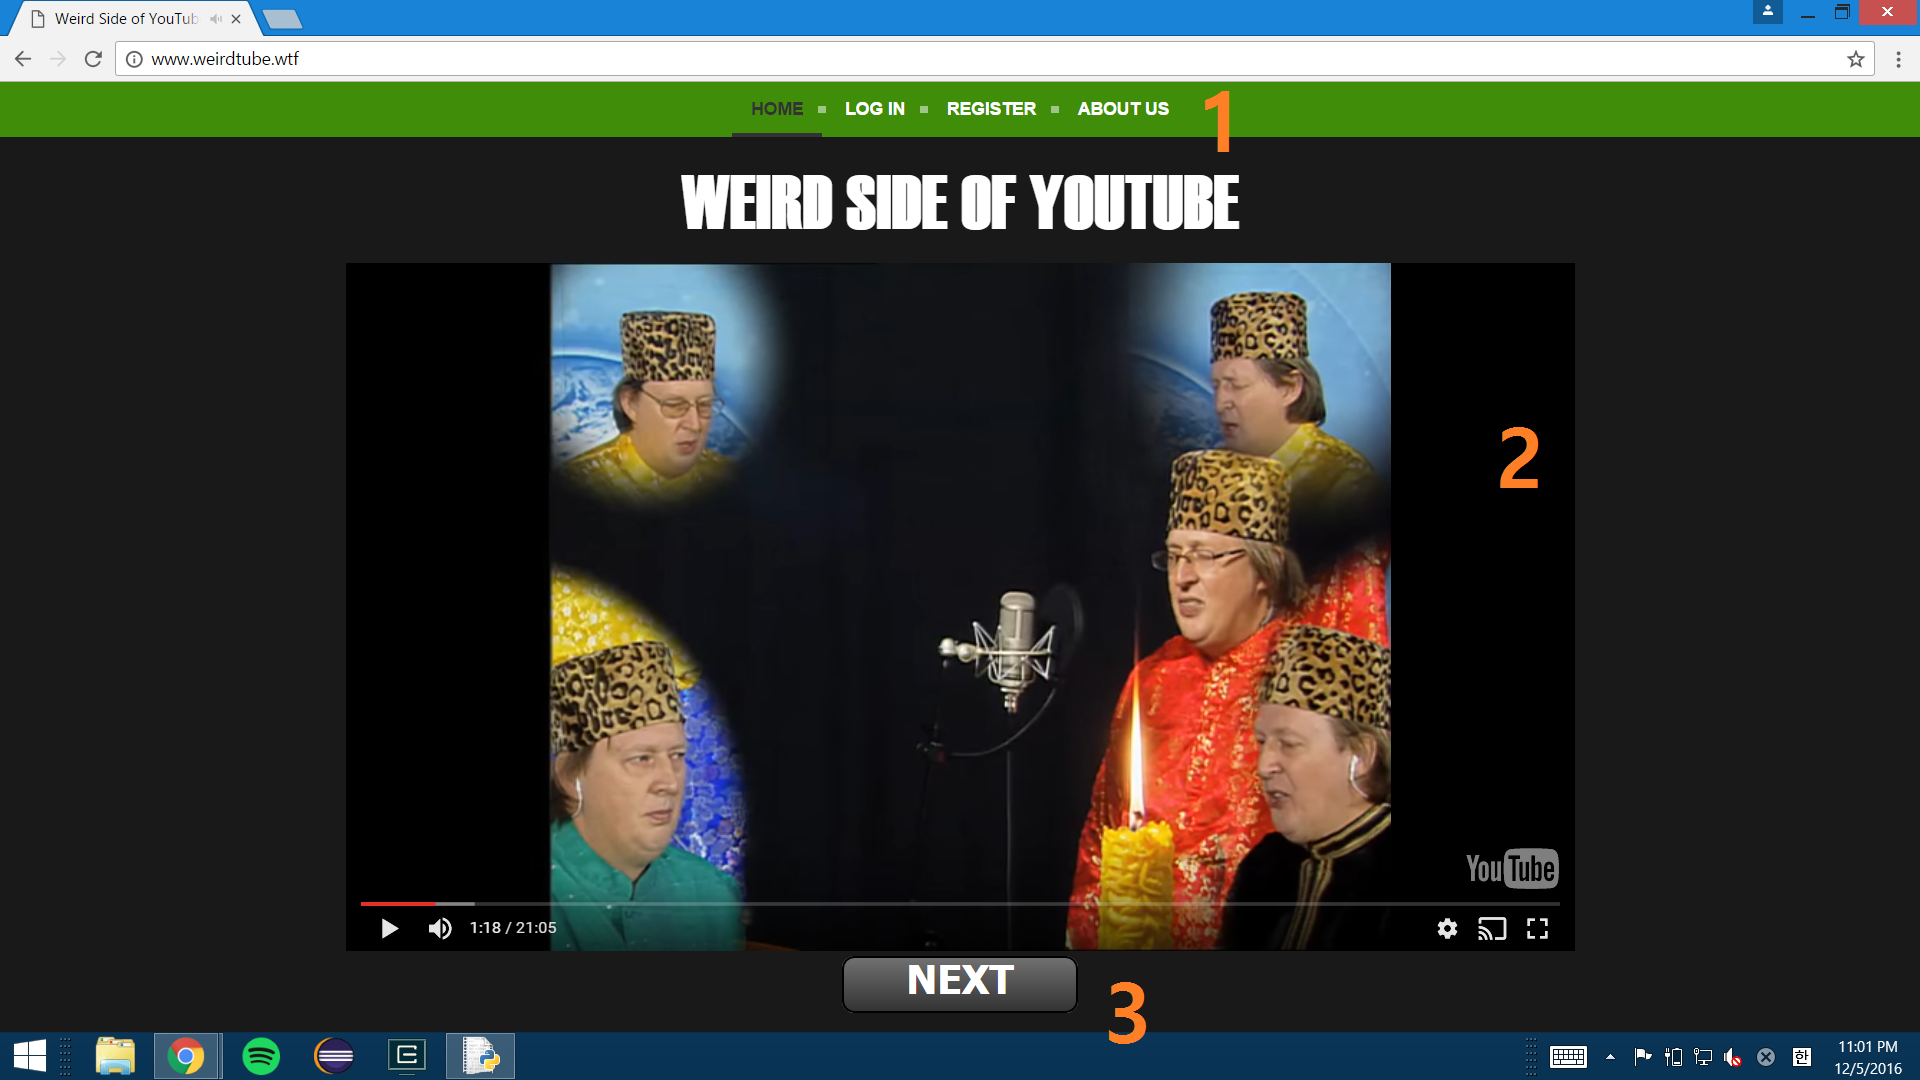 Weird Side of YouTub
www.weirdtube.wtf
HOME LOG IN REGISTER ABOUT US 1
WEIRD SIDE OF YOUTUBE
2
YouTube
1:18 / 21:05
NEXT
3
한
11:01 PM
12/5/2016